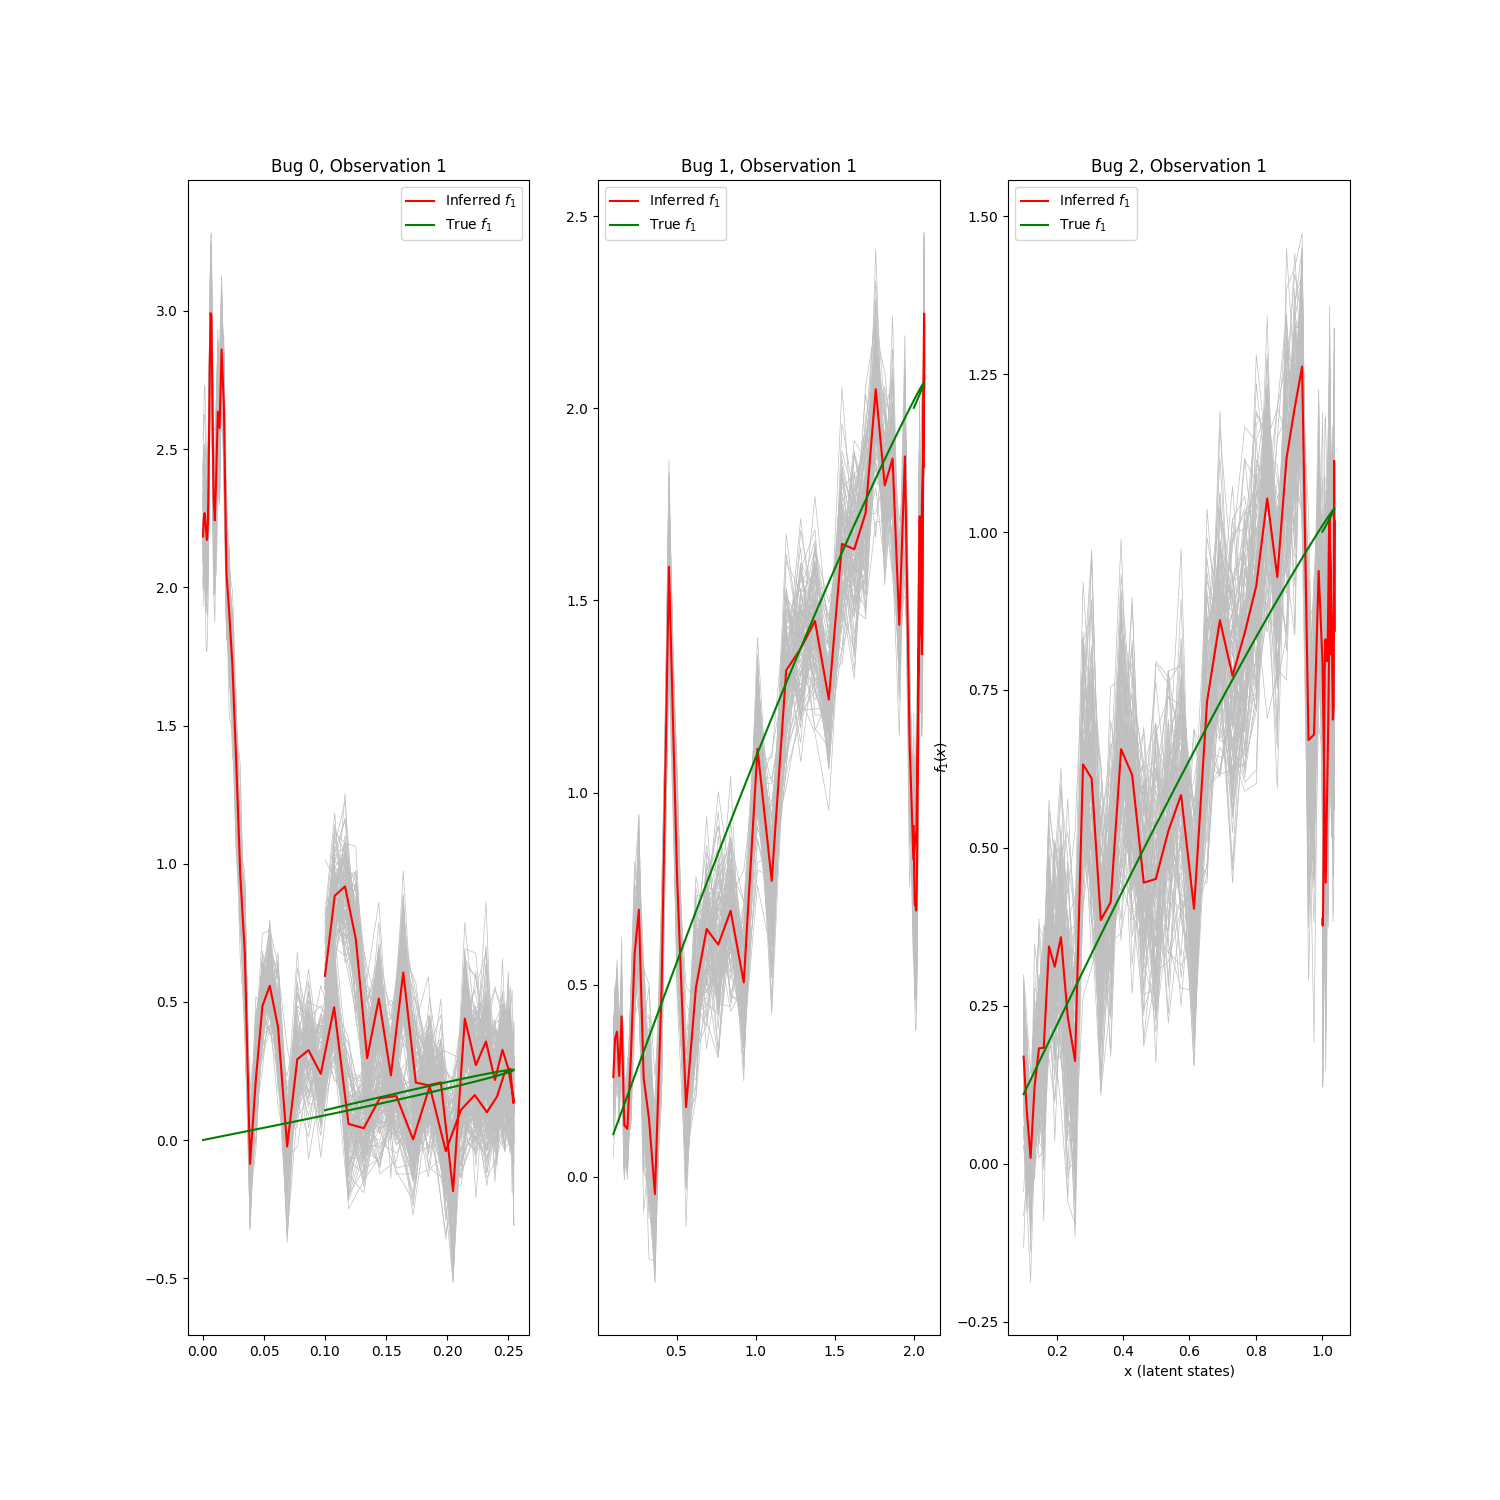 Bug 0, Observation 1
Inferred f₁
True f₁
3.0
2.5
2.0
1.5
1.0
0.5
0.0
−0.5
0.00 0.05 0.10 0.15 0.20 0.25
Bug 1, Observation 1
Inferred f₁
True f₁
2.5
2.0
1.5
1.0
0.5
0.0
0.5 1.0 1.5 2.0
Bug 2, Observation 1
Inferred f₁
True f₁
f₁(x)
1.50
1.25
1.00
0.75
0.50
0.25
0.00
−0.25
0.2 0.4 0.6 0.8 1.0
x (latent states)